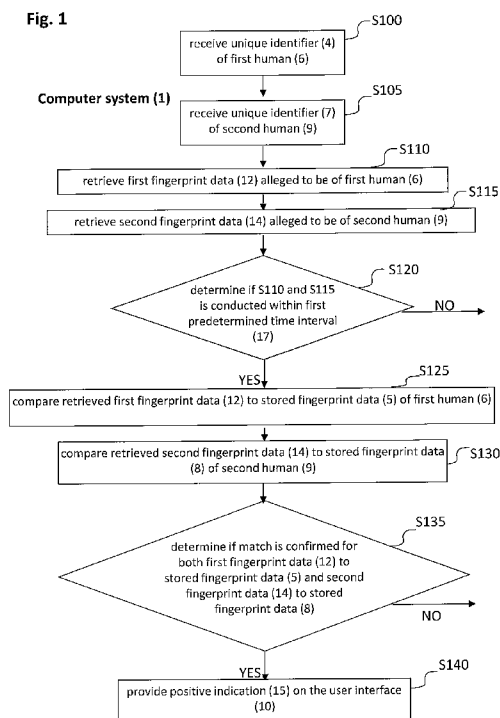 Fig. 1
S100
receive unique identifier (4)
of first human
(6)
Computer system (1)
S105
receive unique identifier (7)
of second human (9)
S110
retrieve first fingerprint data (12) alleged to be of first human (6)
S115
retrieve second fingerprint data (14) alleged to be of second human (9)
S120
determine if S110 and S115
is conducted within first
predetermined time interval
(17)
NO
YES
S125
compare retrieved first fingerprint data (12) to stored fingerprint data (5) of first human (6)
compare retrieved second fingerprint data (14) to stored fingerprint data
(8) of second human (9)
S130
S135
determine if match is confirmed for
both first fingerprint data (12) to
stored fingerprint data (5) and second
fingerprint data (14) to stored
fingerprint data (8)
NO
YES
S140
provide positive indication (15) on the user interface
(10)